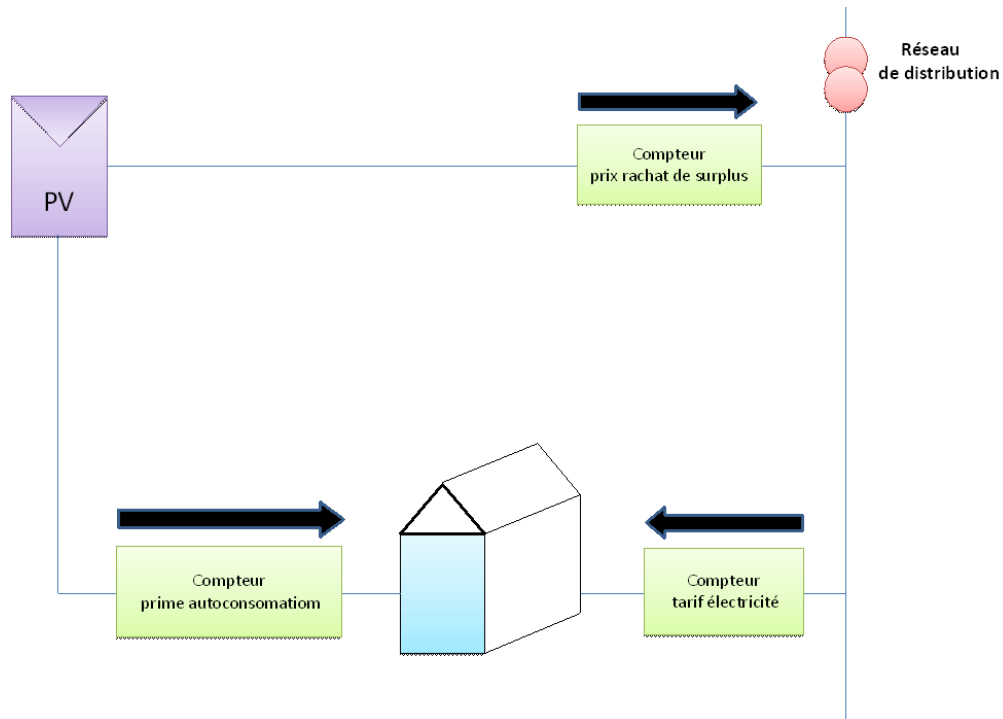 Réseau
de distribution
Compteur
prix rachat de surplus
PV
Compteur
prime autoconsomatiom
Compteur
tarif électricité